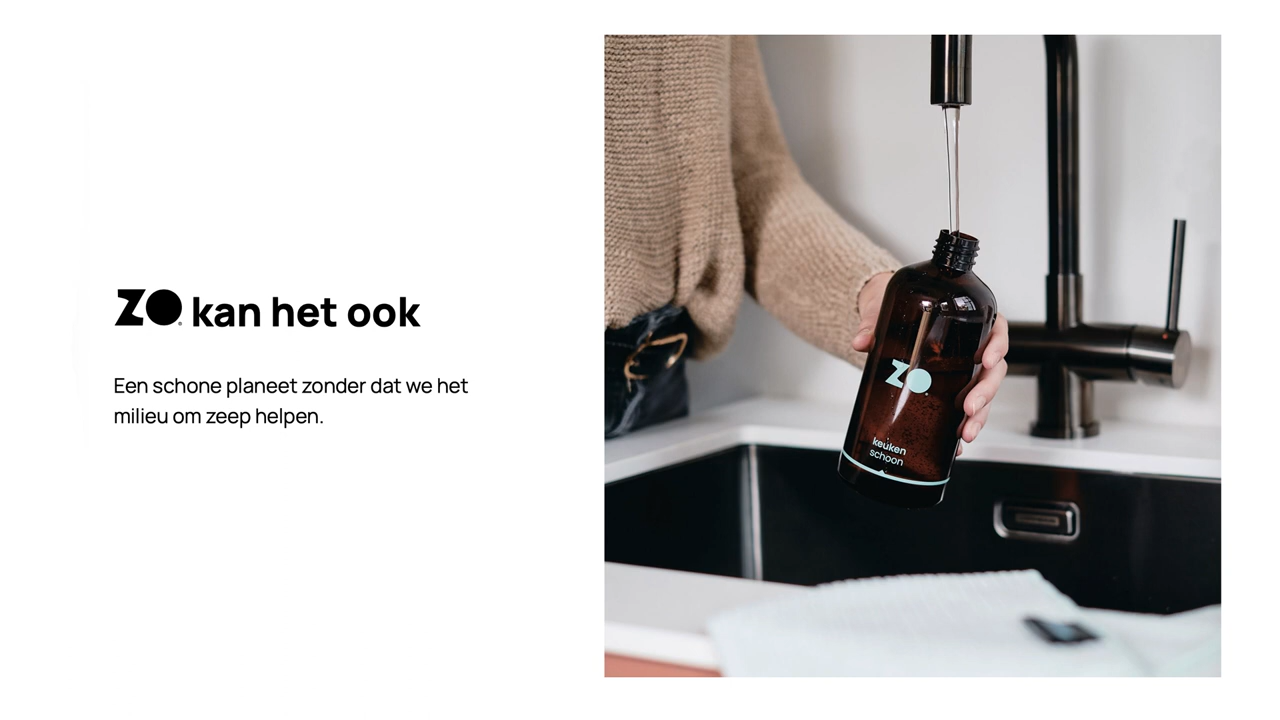 ZO kan het ook
Een schone planeet zonder dat we het
milieu om zeep helpen.
ZO
keuken
schoon